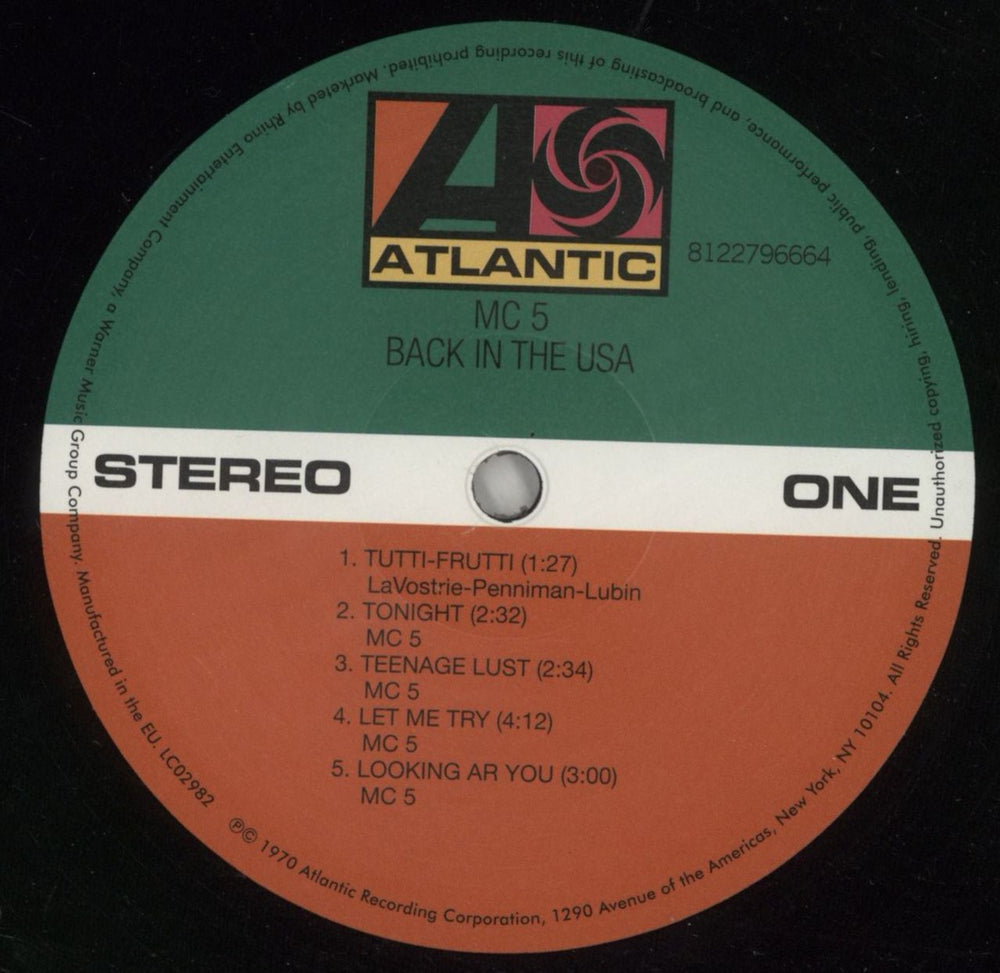 ATLANTIC
8122796664
MC 5
BACK IN THE USA
STEREO
ONE
1. TUTTI-FRUTTI (1:27)
LaVostrie-Penniman-Lubin
2. TONIGHT (2:32)
MC 5
3. TEENAGE LUST (2:34)
MC 5
4. LET ME TRY (4:12)
MC 5
5. LOOKING AR YOU (3:00)
MC 5
℗© 1970 Atlantic Recording Corporation, 1290 Avenue of the Americas, New York, NY 10104. All Rights Reserved. Unauthorized copying, hiring, lending, public performance, and broadcasting of this recording prohibited. Marketed by Rhino Entertainment Company, a Warner Music Group Company. Manufactured in the EU. LC02982